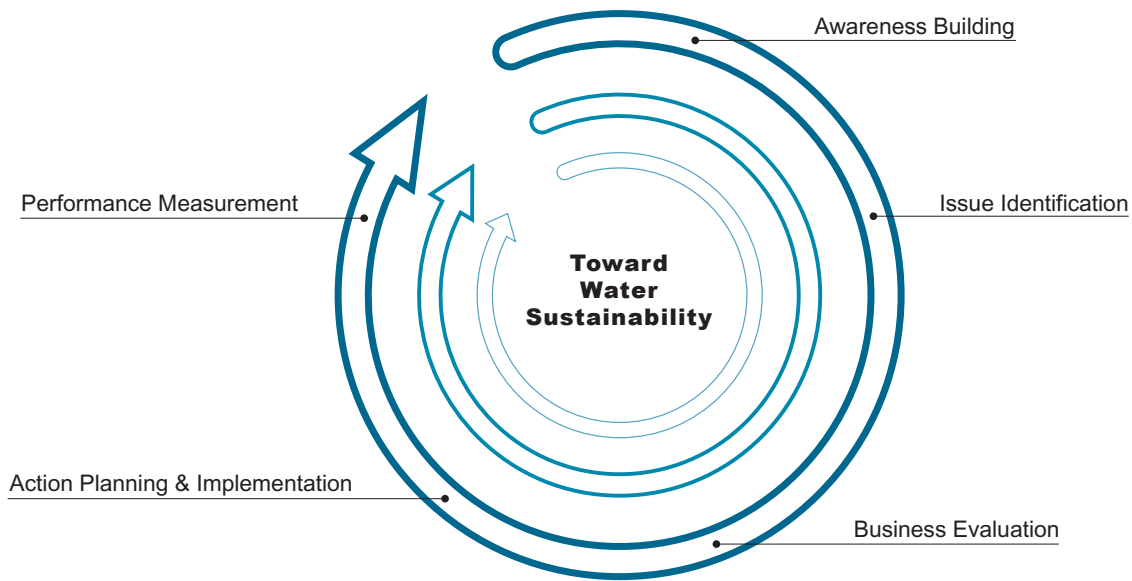 Awareness Building
Performance Measurement
Issue Identification
Toward
Water
Sustainability
Action Planning & Implementation
Business Evaluation